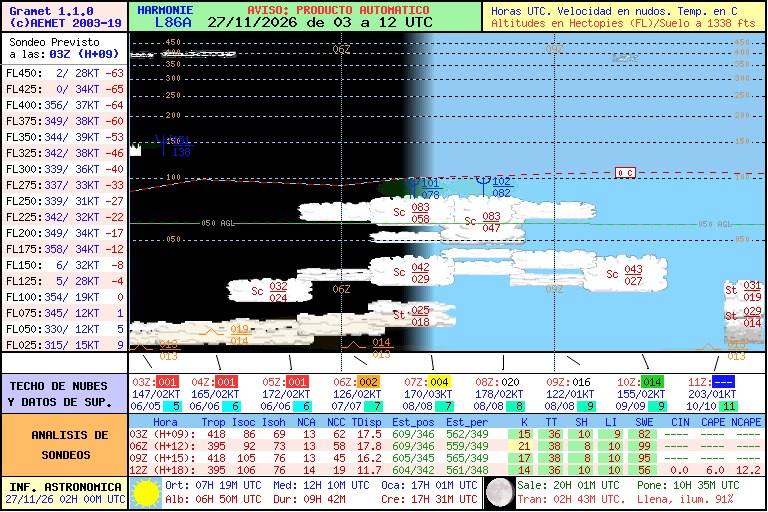 Gramet 1.1.0
(c)AEMET 2003-19
HARMONIE
L86A
AVISO: PRODUCTO AUTOMATICO
27/11/2026 de 03 a 12 UTC
Horas UTC. Velocidad en nudos. Temp. en C
Altitudes en Hectopies (FL)/Suelo a 1338 fts
Sondeo Previsto
a las: 03Z (H+09)
FL450: 2/ 28KT -63
FL425: 0/ 34KT -65
FL400: 356/ 37KT -64
FL375: 349/ 38KT -60
FL350: 344/ 39KT -53
FL325: 342/ 38KT -46
FL300: 339/ 36KT -40
FL275: 337/ 33KT -33
FL250: 339/ 31KT -27
FL225: 342/ 32KT -22
FL200: 349/ 34KT -17
FL175: 358/ 34KT -12
FL150: 6/ 32KT -8
FL125: 5/ 28KT -4
FL100: 354/ 19KT 0
FL075: 345/ 12KT 1
FL050: 330/ 12KT 5
FL025: 315/ 15KT 9
450 06Z 09Z 450
400 400
350 350
300 300
250 250
200 200
150 150
138
0 C
100 101 102 100
078 082
Sc 083 058
Sc 083 047
050 AGL 050 AGL
050 050
Sc 042 029
Sc 043 027
Sc 032 024
06Z 09Z
St 031 019
St 025 018
St 029 014
019 014
013 013
014 013
013
TECHO DE NUBES
Y DATOS DE SUP.
03Z: 001 04Z: 001 05Z: 001 06Z: 002 07Z: 004 08Z: 020 09Z: 016 10Z: 014 11Z: ---
147/02KT 165/02KT 172/02KT 126/02KT 170/03KT 178/02KT 122/01KT 155/02KT 203/01KT
06/05 5 06/06 6 06/06 6 07/07 7 08/08 7 08/08 8 08/08 9 09/09 9 10/10 11
ANALISIS DE
SONDEOS
Hora Trop Isoc Isoh NCA NCC TDisp Est_pos Est_per K TT SH LI SWE CIN CAPE NCAPE
03Z (H+09): 418 86 69 13 62 17.5 609/346 562/349 15 36 10 9 82 ---- ---- ----
06Z (H+12): 395 92 73 13 58 17.8 609/346 565/349 21 38 8 10 99 ---- ---- ----
09Z (H+15): 418 106 76 13 45 16.2 605/343 565/349 17 38 8 10 95 ---- ---- ----
12Z (H+18): 395 106 76 14 19 11.7 604/342 561/348 14 36 10 10 56 0.0 6.0 12.2
INF. ASTRONOMICA
27/11/26 02H 00M UTC
Ort: 07H 19M UTC Med: 12H 10M UTC Oca: 17H 01M UTC
Alb: 06H 50M UTC Dur: 09H 42M Cre: 17H 31M UTC
Sale: 20H 01M UTC Pone: 10H 35M UTC
Tran: 02H 43M UTC. Llena, ilum. 91%